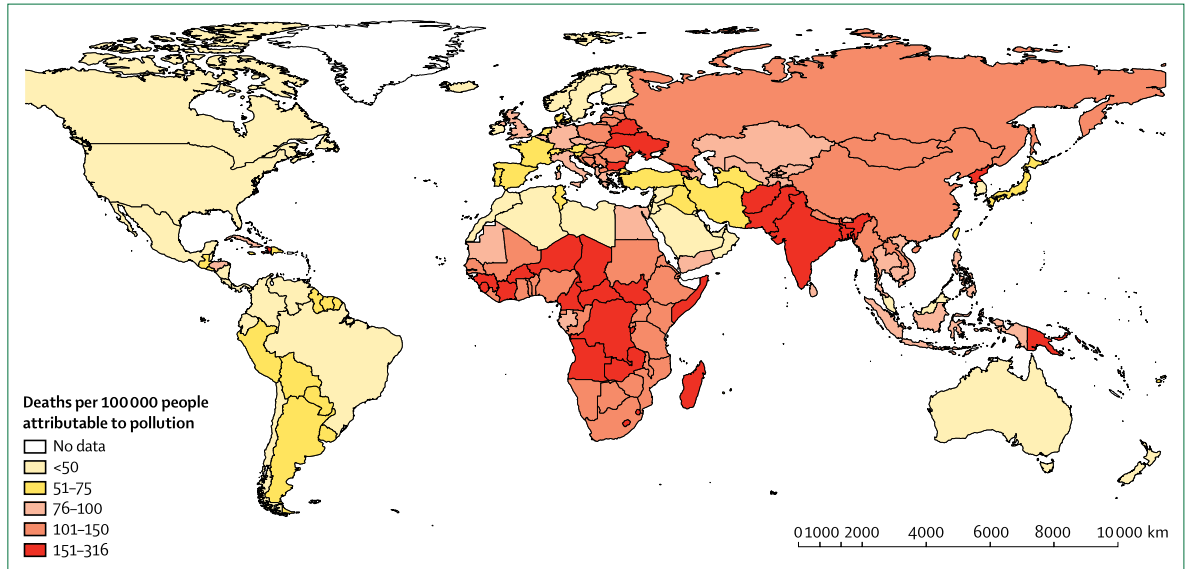 Deaths per 100 000 people
attributable to pollution
No data
<50
51–75
76–100
101–150
151–316
0 1000 2000 4000 6000 8000 10 000 km